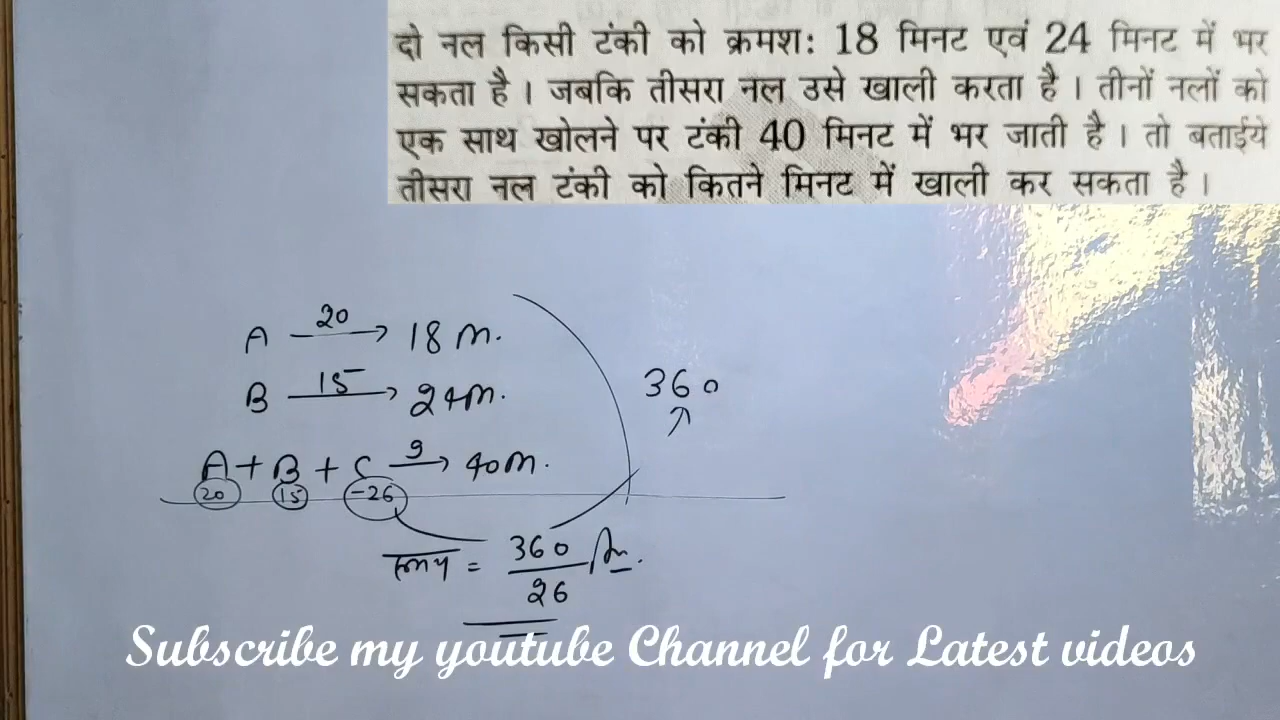 दो नल किसी टंकी को क्रमश: 18 मिनट एवं 24 मिनट में भर
सकता है । जबकि तीसरा नल उसे खाली करता है । तीनों नलों को
एक साथ खोलने पर टंकी 40 मिनट में भर जाती है । तो बताईये
तीसरा नल टंकी को कितने मिनट में खाली कर सकता है ।
A 20 → 18 m.
B 15 → 24m.
360
A + B + C 9 → 40m.
20 15 -26
समय = 360/26 m.
Subscribe my youtube Channel for Latest videos